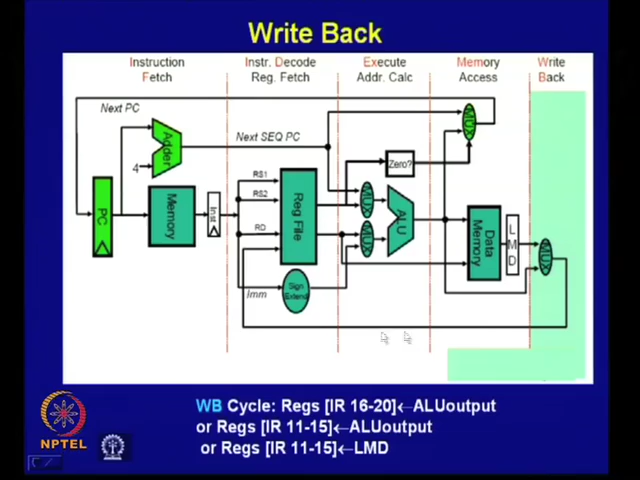 Write Back
Instruction
Fetch
Instr. Decode
Reg. Fetch
Execute
Addr. Calc
Memory
Access
Write
Back
Next PC
Next SEQ PC
Adder
4
MUX
Zero?
RS1
RS2
RD
Imm
PC
Memory
Inst
Reg File
MUX
MUX
ALU
Data
Memory
L
M
D
MUX
Sign
Extend
WB Cycle: Regs [IR 16-20]←ALUoutput
or Regs [IR 11-15]←ALUoutput
or Regs [IR 11-15]←LMD
NPTEL